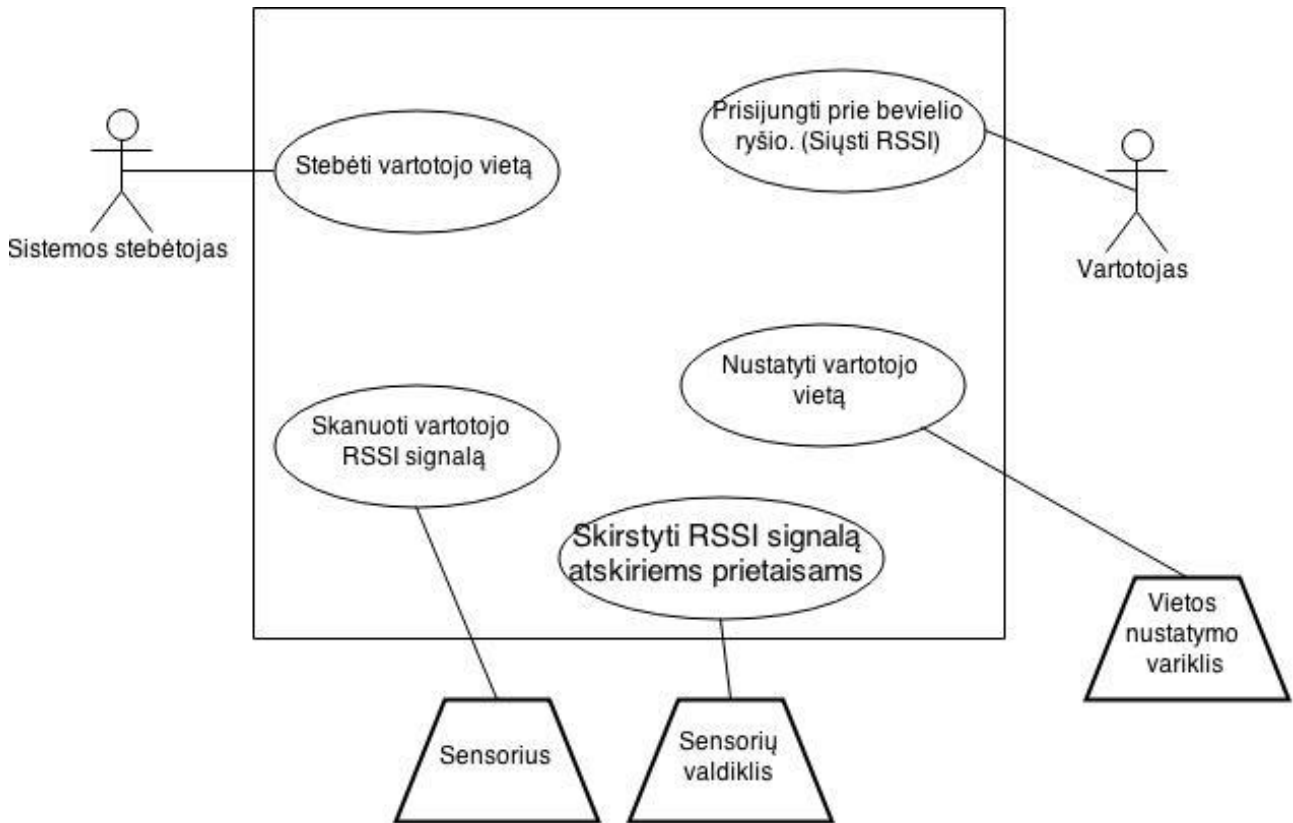 Prisijungti prie bevielio
ryšio. (Siųsti RSSI)
Stebėti vartotojo vietą
Sistemos stebėtojas
Vartotojas
Nustatyti vartotojo
vietą
Skanuoti vartotojo
RSSI signalą
Skirstyti RSSI signalą
atskiriems prietaisams
Vietos
nustatymo
variklis
Sensorius
Sensorių
valdiklis